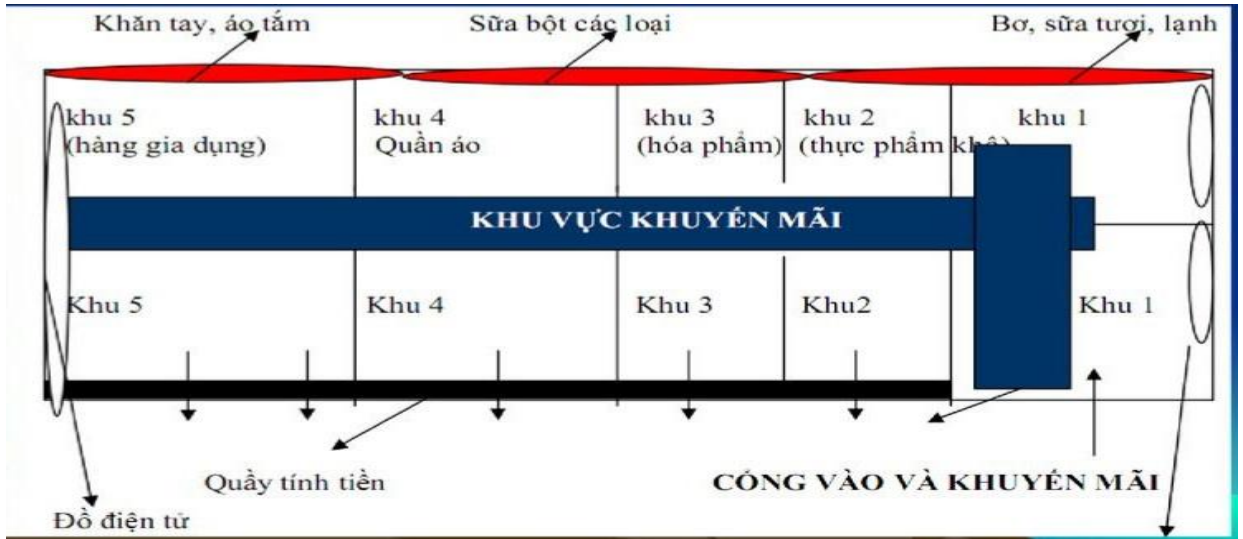 Khăn tay, áo tắm
Sữa bột các loại
Bơ, sữa tươi, lạnh
khu 5
(hàng gia dụng)
khu 4
Quần áo
khu 3
(hóa phẩm)
khu 2
(thực phẩm khô)
khu 1
KHU VỰC KHUYẾN MÃI
Khu 5
Khu 4
Khu 3
Khu2
Khu 1
Quầy tính tiền
CỔNG VÀO VÀ KHUYẾN MÃI
Đồ điện tử